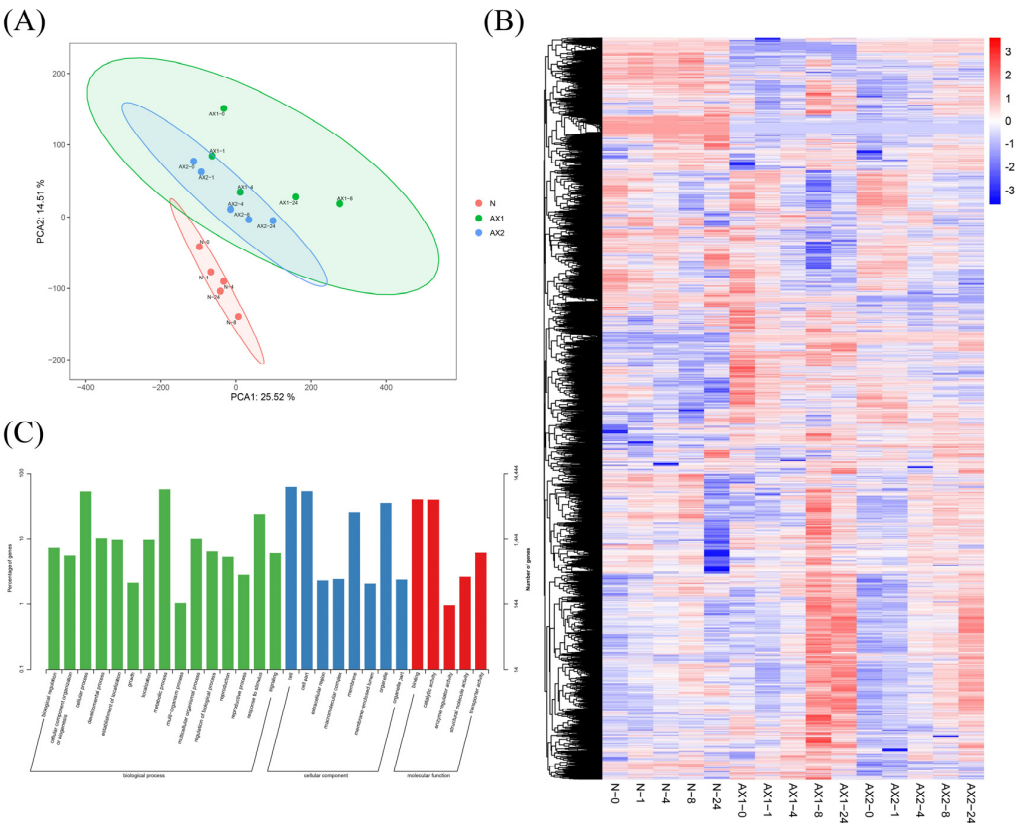 (A)
200
100
0
−100
−200
PCA2: 14.51 %
−400
−200
0
200
400
PCA1: 25.52 %
AX1−0
AX1−1
AX2−0
AX2−1
AX1−4
AX2−4
AX2−8
AX2−24
AX1−24
AX1−8
N−0
N−1
N−4
N−24
N−8
N
AX1
AX2
(B)
3
2
1
0
−1
−2
−3
N−0
N−1
N−4
N−8
N−24
AX1−0
AX1−1
AX1−4
AX1−8
AX1−24
AX2−0
AX2−1
AX2−4
AX2−8
AX2−24
(C)
Percentage of genes
100
10
1
0.1
14,444
1,444
144
14
Number of genes
biological regulation
cellular component organization
or biogenesis
cellular process
developmental process
establishment of localization
growth
localization
metabolic process
multi−organism process
multicellular organismal process
regulation of biological process
reproduction
reproductive process
response to stimulus
signaling
cell
cell part
extracellular region
macromolecular complex
membrane
membrane−enclosed lumen
organelle
organelle part
binding
catalytic activity
enzyme regulator activity
structural molecule activity
transporter activity
biological process
cellular component
molecular function